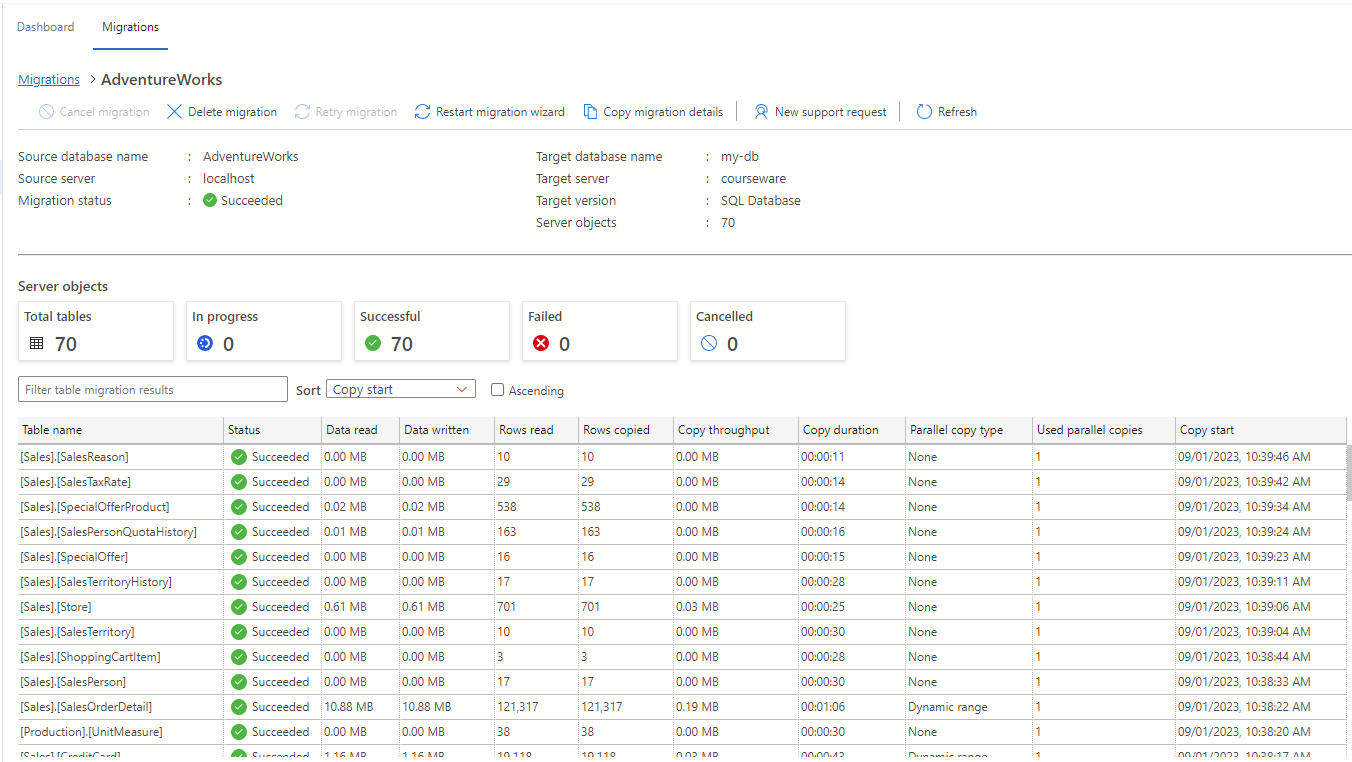 Dashboard Migrations
Migrations > AdventureWorks
Cancel migration Delete migration Retry migration Restart migration wizard Copy migration details New support request Refresh
Source database name : AdventureWorks Target database name : my-db
Source server : localhost Target server : courseware
Migration status : Succeeded Target version : SQL Database
Server objects : 70
Server objects
Total tables In progress Successful Failed Cancelled
70 0 70 0 0
Filter table migration results Sort Copy start Ascending
Table name Status Data read Data written Rows read Rows copied Copy throughput Copy duration Parallel copy type Used parallel copies Copy start
[Sales].[SalesReason] Succeeded 0.00 MB 0.00 MB 10 10 0.00 MB 00:00:11 None 1 09/01/2023, 10:39:46 AM
[Sales].[SalesTaxRate] Succeeded 0.00 MB 0.00 MB 29 29 0.00 MB 00:00:14 None 1 09/01/2023, 10:39:42 AM
[Sales].[SpecialOfferProduct] Succeeded 0.02 MB 0.02 MB 538 538 0.00 MB 00:00:14 None 1 09/01/2023, 10:39:34 AM
[Sales].[SalesPersonQuotaHistory] Succeeded 0.01 MB 0.01 MB 163 163 0.00 MB 00:00:16 None 1 09/01/2023, 10:39:24 AM
[Sales].[SpecialOffer] Succeeded 0.00 MB 0.00 MB 16 16 0.00 MB 00:00:15 None 1 09/01/2023, 10:39:23 AM
[Sales].[SalesTerritoryHistory] Succeeded 0.00 MB 0.00 MB 17 17 0.00 MB 00:00:28 None 1 09/01/2023, 10:39:11 AM
[Sales].[Store] Succeeded 0.61 MB 0.61 MB 701 701 0.03 MB 00:00:25 None 1 09/01/2023, 10:39:06 AM
[Sales].[SalesTerritory] Succeeded 0.00 MB 0.00 MB 10 10 0.00 MB 00:00:30 None 1 09/01/2023, 10:39:04 AM
[Sales].[ShoppingCartItem] Succeeded 0.00 MB 0.00 MB 3 3 0.00 MB 00:00:28 None 1 09/01/2023, 10:38:44 AM
[Sales].[SalesPerson] Succeeded 0.00 MB 0.00 MB 17 17 0.00 MB 00:00:30 None 1 09/01/2023, 10:38:33 AM
[Sales].[SalesOrderDetail] Succeeded 10.88 MB 10.88 MB 121,317 121,317 0.19 MB 00:01:06 Dynamic range 1 09/01/2023, 10:38:22 AM
[Production].[UnitMeasure] Succeeded 0.00 MB 0.00 MB 38 38 0.00 MB 00:00:30 None 1 09/01/2023, 10:38:20 AM
[Sales].[CreditCard] Succeeded 1.16 MB 1.16 MB 19,118 19,118 0.03 MB 00:00:43 Dynamic range 1 09/01/2023, 10:38:17 AM